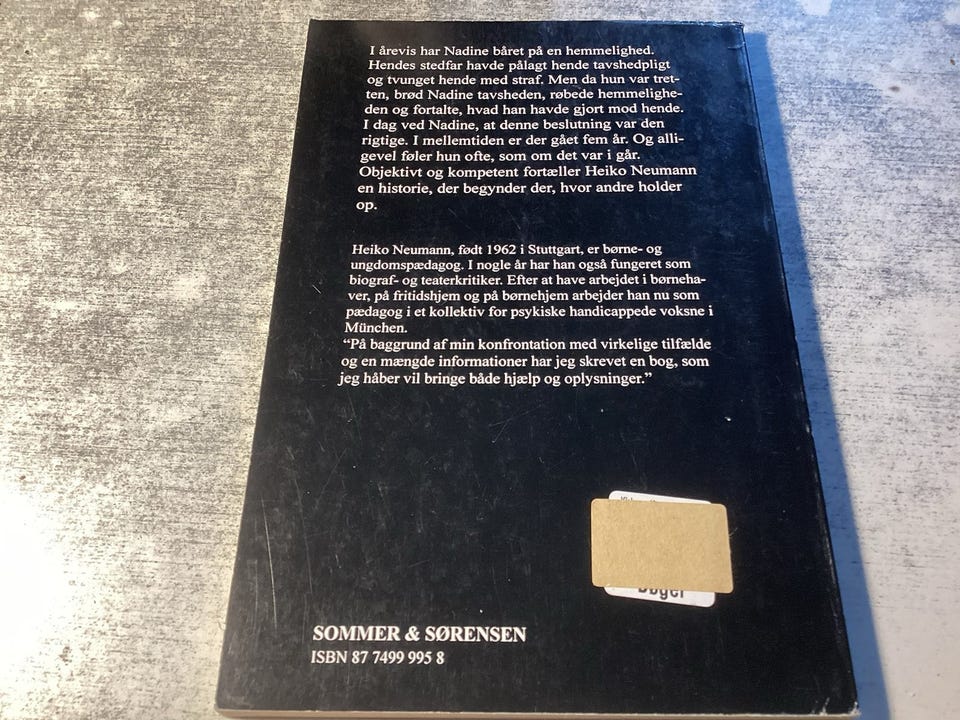 I årevis har Nadine båret på en hemmelighed.
Hendes stedfar havde pålagt hende tavshedpligt
og tvunget hende med straf. Men da hun var tret-
ten, brød Nadine tavsheden, røbede hemmelighe-
den og fortalte, hvad han havde gjort mod hende.
I dag ved Nadine, at denne beslutning var den
rigtige. I mellemtiden er der gået fem år. Og alli-
gevel føler hun ofte, som om det var i går.
Objektivt og kompetent fortæller Heiko Neumann
en historie, der begynder der, hvor andre holder
op.
Heiko Neumann, født 1962 i Stuttgart, er børne- og
ungdomspædagog. I nogle år har han også fungeret som
biograf- og teaterkritiker. Efter at have arbejdet i børneha-
ver, på fritidshjem og på børnehjem arbejder han nu som
pædagog i et kollektiv for psykiske handicappede voksne i
München.
“På baggrund af min konfrontation med virkelige tilfælde
og en mængde informationer har jeg skrevet en bog, som
jeg håber vil bringe både hjælp og oplysninger.”
SOMMER & SØRENSEN
ISBN 87 7499 995 8